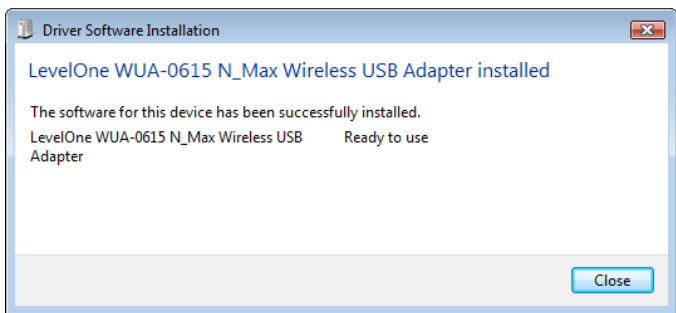 Driver Software Installation
LevelOne WUA-0615 N_Max Wireless USB Adapter installed
The software for this device has been successfully installed.
LevelOne WUA-0615 N_Max Wireless USB Ready to use
Adapter
Close